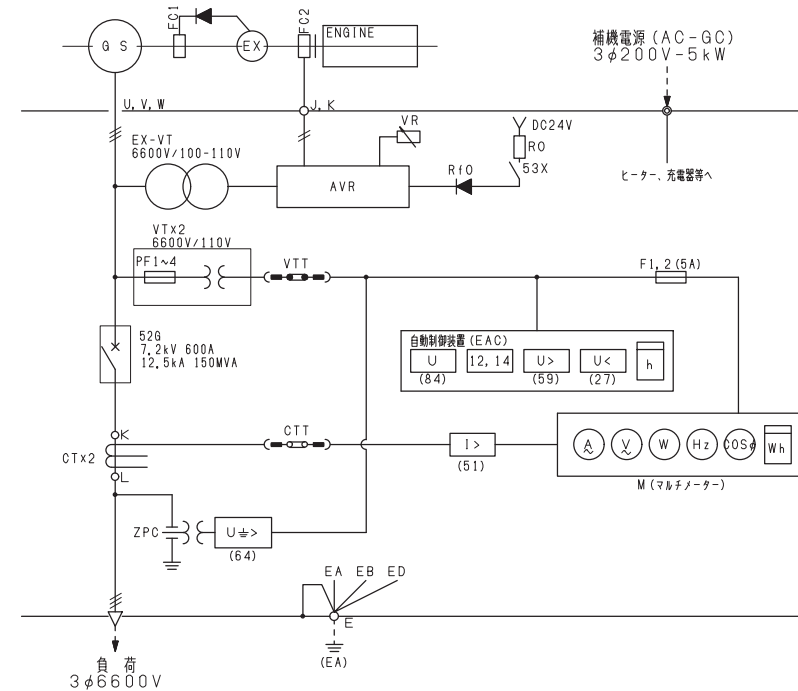 FC1
FC2
G S
EX
ENGINE
補機電源 (AC-GC)
3φ200V-5kW
U, V, W
J, K
VR
DC24V
EX-VT
6600V/100-110V
RO
AVR
RfO
53X
ヒーター、充電器等へ
VT×2
6600V/110V
PF1~4
VTT
F1, 2 (5A)
52G
7.2kV 600A
12.5kA 150MVA
自動制御装置 (EAC)
U
12, 14
U>
U<
h
(84)
(59)
(27)
K
CTT
CT×2
I>
(51)
A
V
W
Hz
COSφ
Wh
L
M (マルチメーター)
ZPC
U⏚>
(64)
EA EB ED
E
(EA)
負 荷
3φ6600V